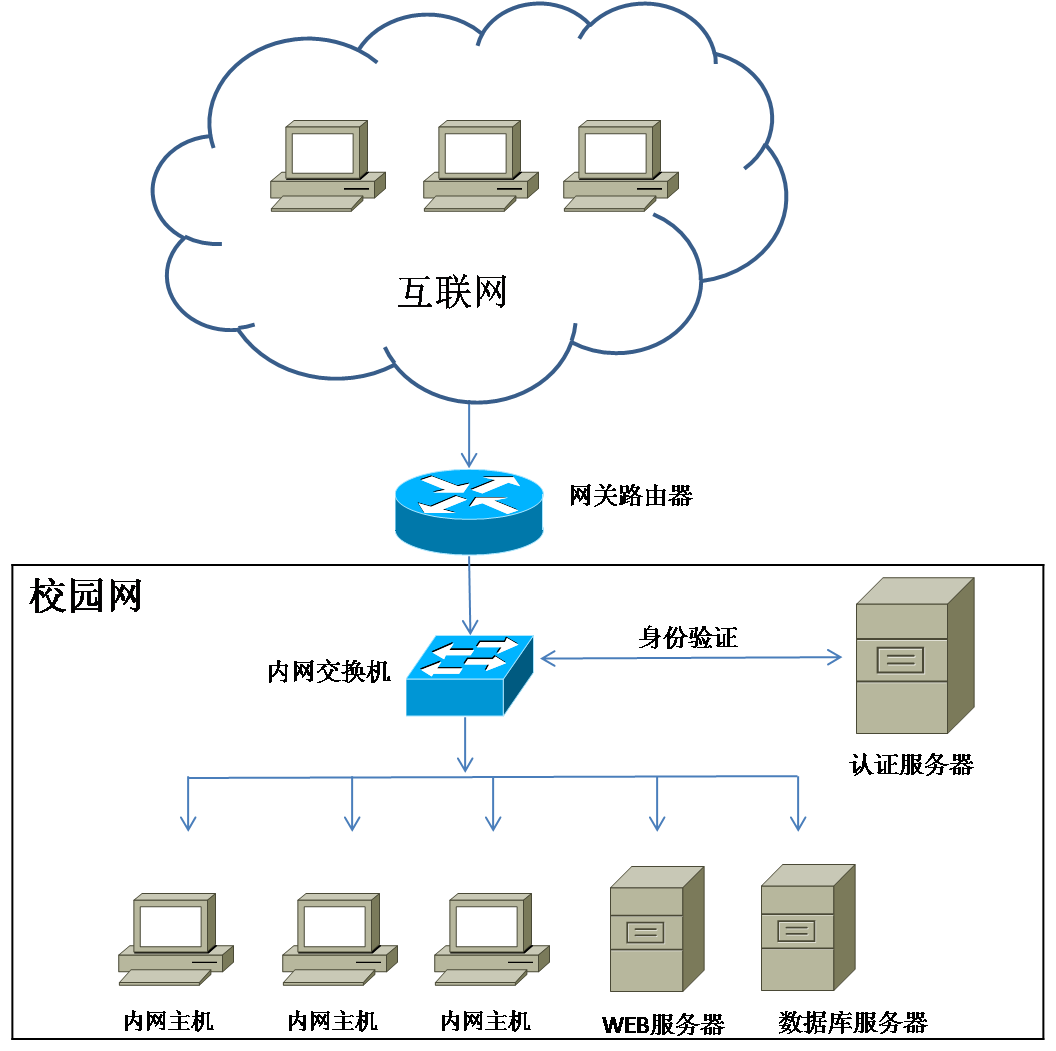 互联网
网关路由器
校园网
身份验证
内网交换机
认证服务器
内网主机
内网主机
内网主机
WEB服务器
数据库服务器